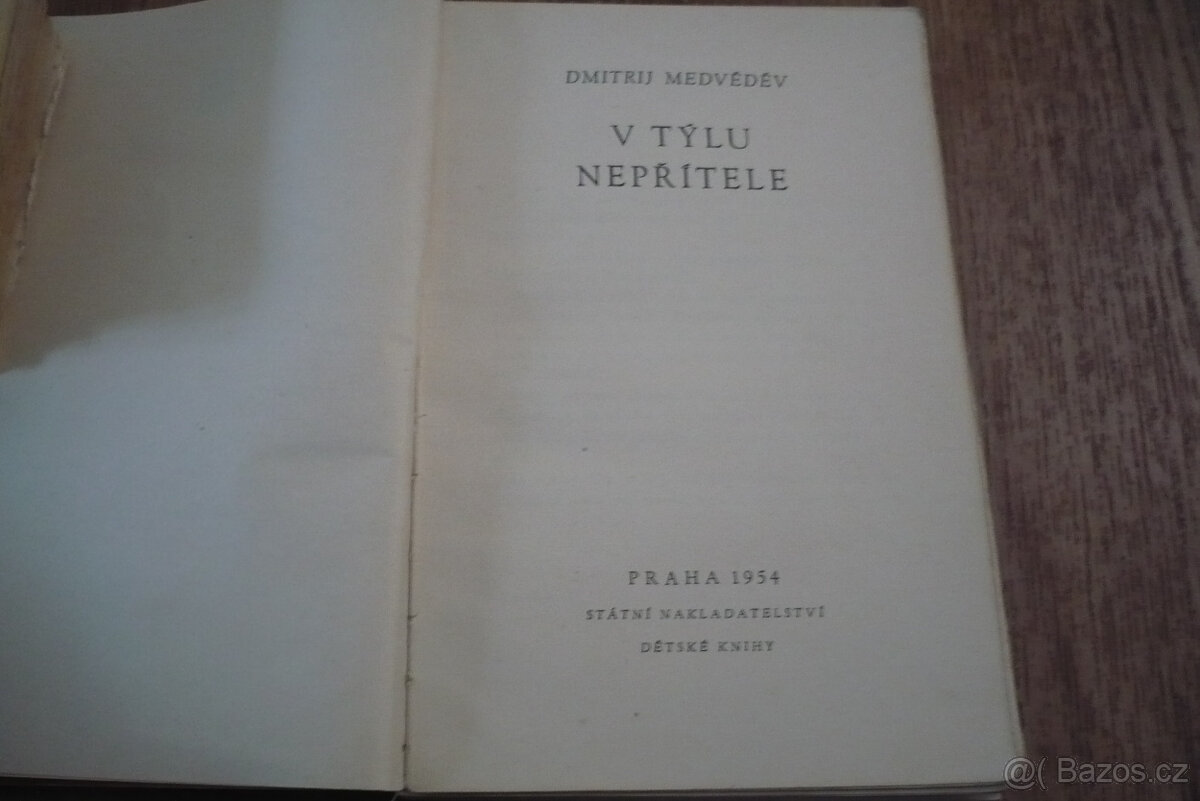 DMITRIJ MEDVĚDĚV
V TÝLU
NEPŘÍTELE
PRAHA 1954
STÁTNÍ NAKLADATELSTVÍ
DĚTSKÉ KNIHY
@( Bazos.cz